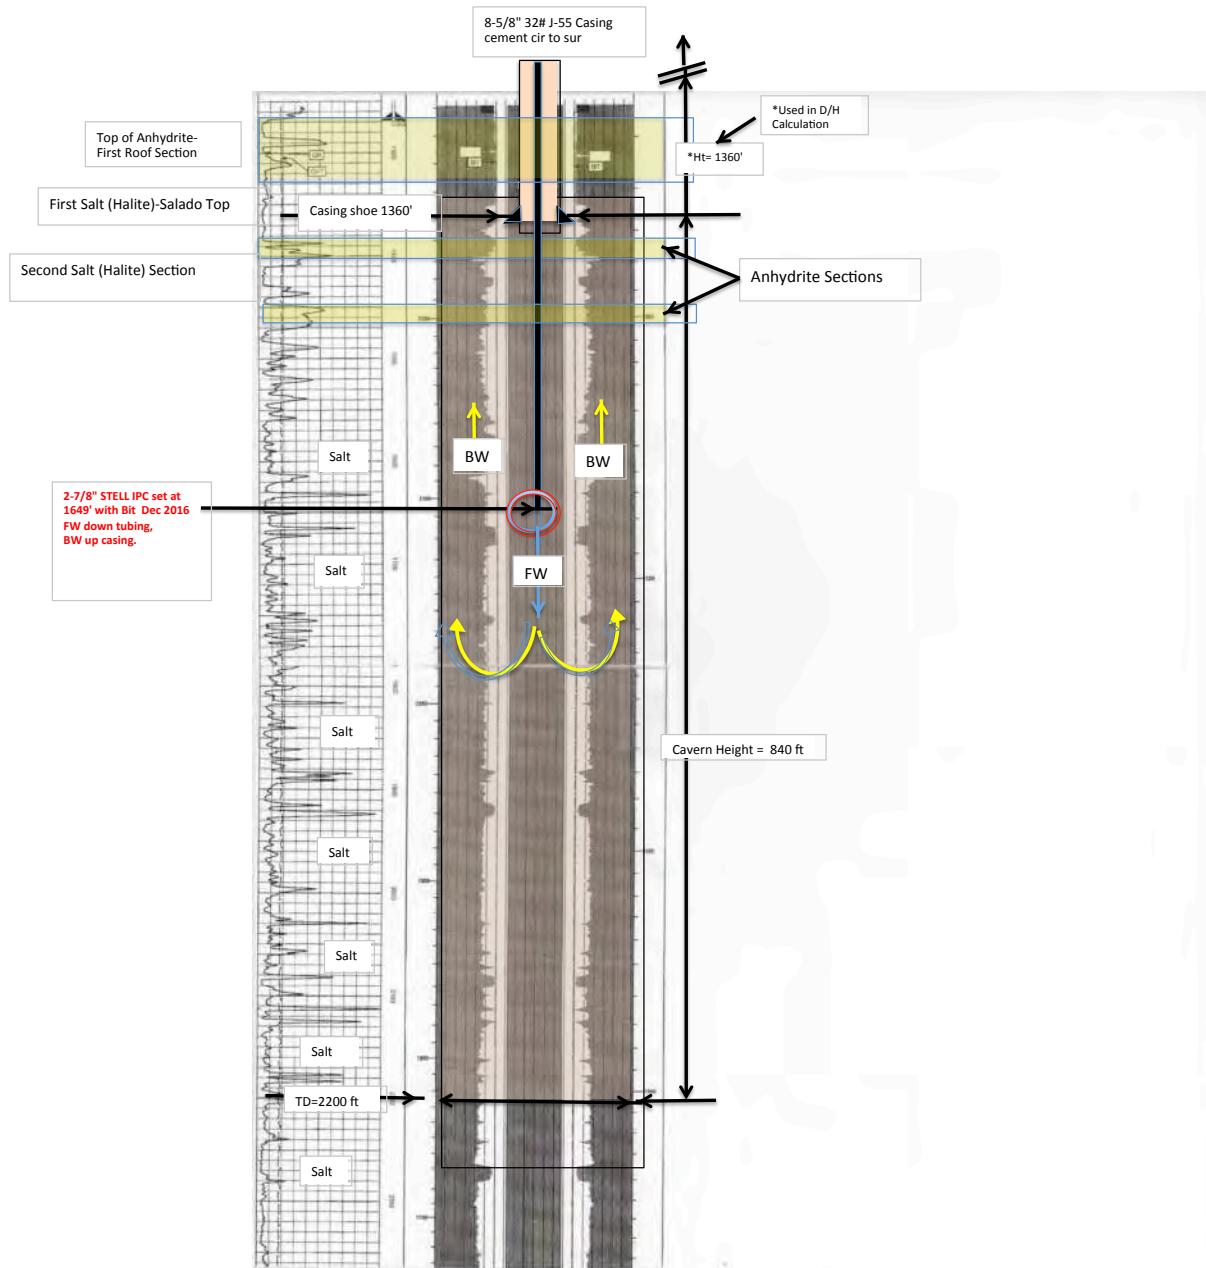 8-5/8" 32# J-55 Casing
cement cir to sur
*Used in D/H
Calculation
Top of Anhydrite-
First Roof Section
*Ht= 1360'
First Salt (Halite)-Salado Top
Casing shoe 1360'
Second Salt (Halite) Section
Anhydrite Sections
Salt
BW
BW
2-7/8" STELL IPC set at
1649' with Bit Dec 2016
FW down tubing,
BW up casing.
Salt
FW
Salt
Cavern Height = 840 ft
Salt
Salt
Salt
TD=2200 ft
Salt